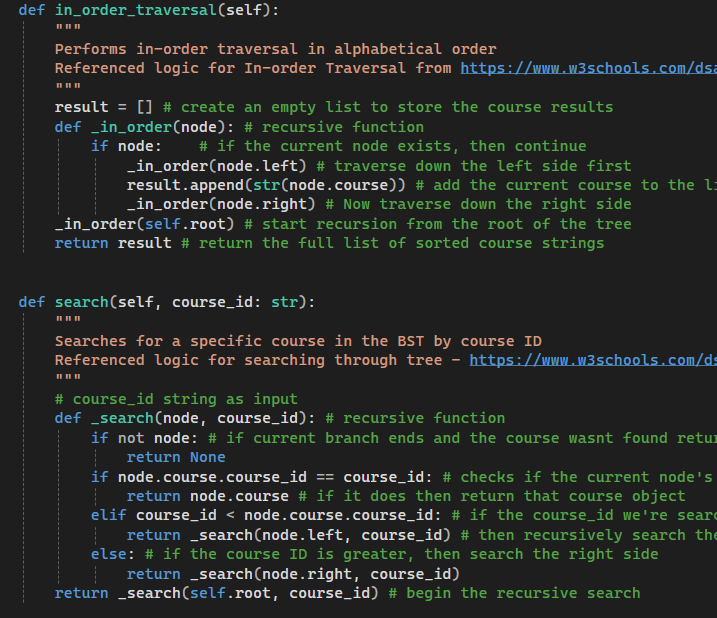 def in_order_traversal(self):
    """
    Performs in-order traversal in alphabetical order
    Referenced logic for In-order Traversal from https://www.w3schools.com/dsa
    """
    result = [] # create an empty list to store the course results
    def _in_order(node): # recursive function
        if node:    # if the current node exists, then continue
            _in_order(node.left) # traverse down the left side first
            result.append(str(node.course)) # add the current course to the li
            _in_order(node.right) # Now traverse down the right side
    _in_order(self.root) # start recursion from the root of the tree
    return result # return the full list of sorted course strings
def search(self, course_id: str):
    """
    Searches for a specific course in the BST by course ID
    Referenced logic for searching through tree - https://www.w3schools.com/ds
    """
    # course_id string as input
    def _search(node, course_id): # recursive function
        if not node: # if current branch ends and the course wasnt found retur
            return None
        if node.course.course_id == course_id: # checks if the current node's
            return node.course # if it does then return that course object
        elif course_id < node.course.course_id: # if the course_id we're searc
            return _search(node.left, course_id) # then recursively search the
        else: # if the course ID is greater, then search the right side
            return _search(node.right, course_id)
    return _search(self.root, course_id) # begin the recursive search